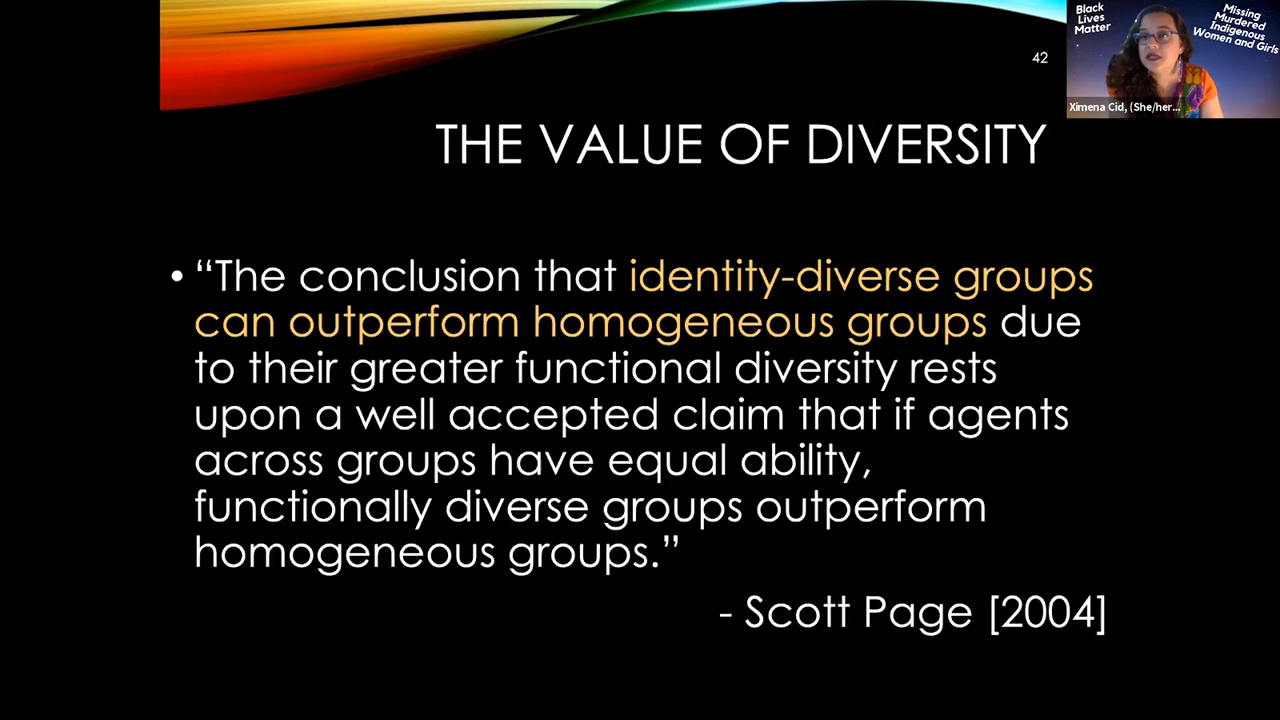 Black
Lives
Matter
Missing
Murdered
Indigenous
Women and Girls
Ximena Cid, (She/her...
42
THE VALUE OF DIVERSITY
• “The conclusion that identity-diverse groups
can outperform homogeneous groups due
to their greater functional diversity rests
upon a well accepted claim that if agents
across groups have equal ability,
functionally diverse groups outperform
homogeneous groups.”
- Scott Page [2004]